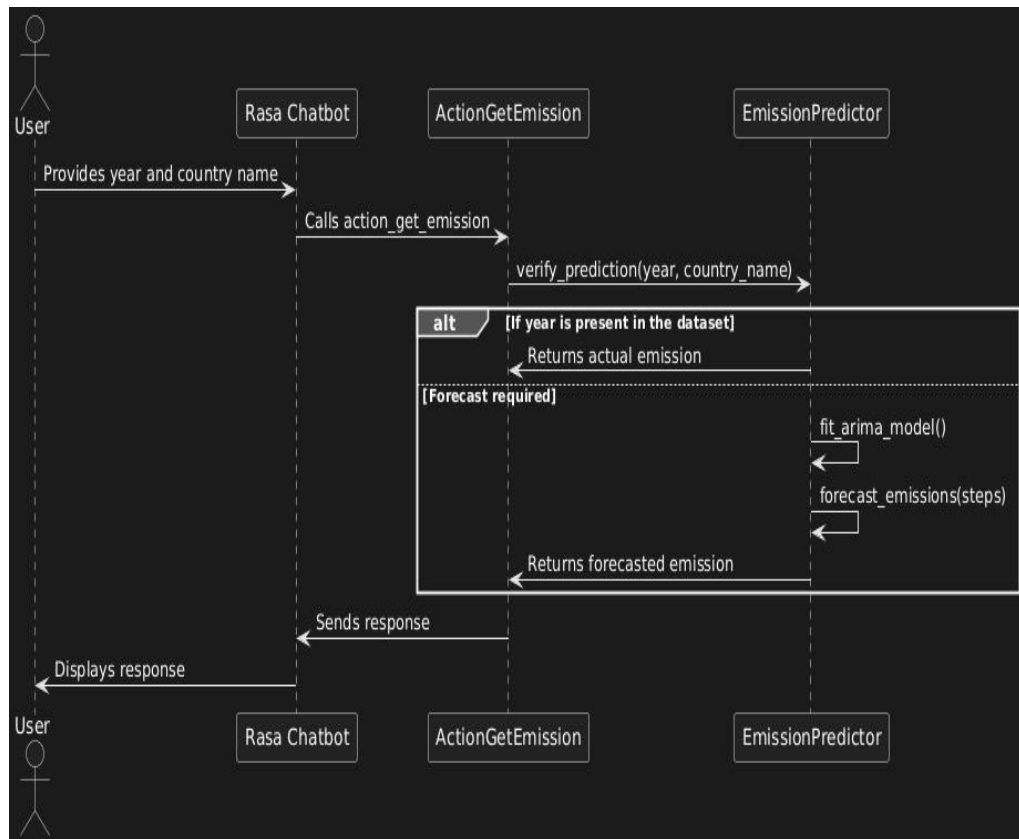 User
Rasa Chatbot
ActionGetEmission
EmissionPredictor
Provides year and country name
Calls action_get_emission
verify_prediction(year, country_name)
alt
[If year is present in the dataset]
Returns actual emission
[Forecast required]
fit_arima_model()
forecast_emissions(steps)
Returns forecasted emission
Sends response
Displays response
User
Rasa Chatbot
ActionGetEmission
EmissionPredictor